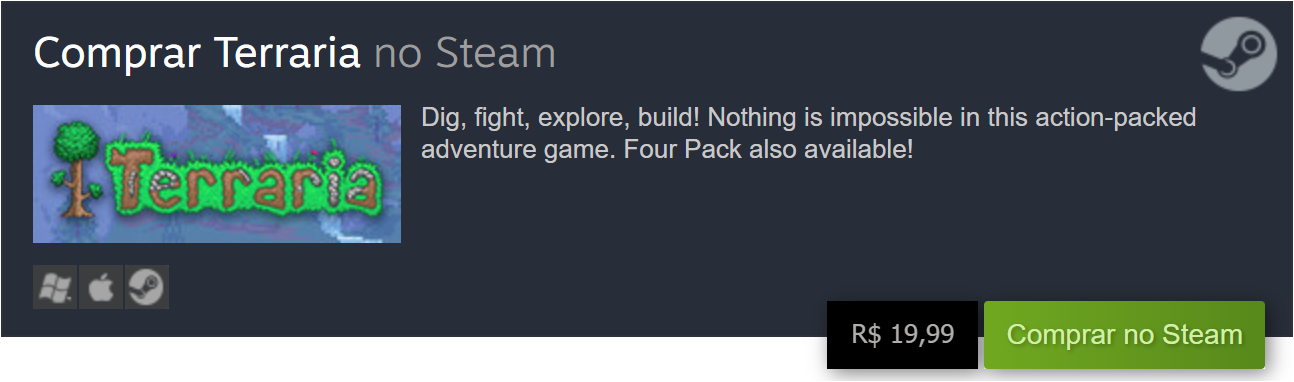 Comprar Terraria no Steam
Dig, fight, explore, build! Nothing is impossible in this action-packed
adventure game. Four Pack also available!
Terraria
R$ 19,99
Comprar no Steam